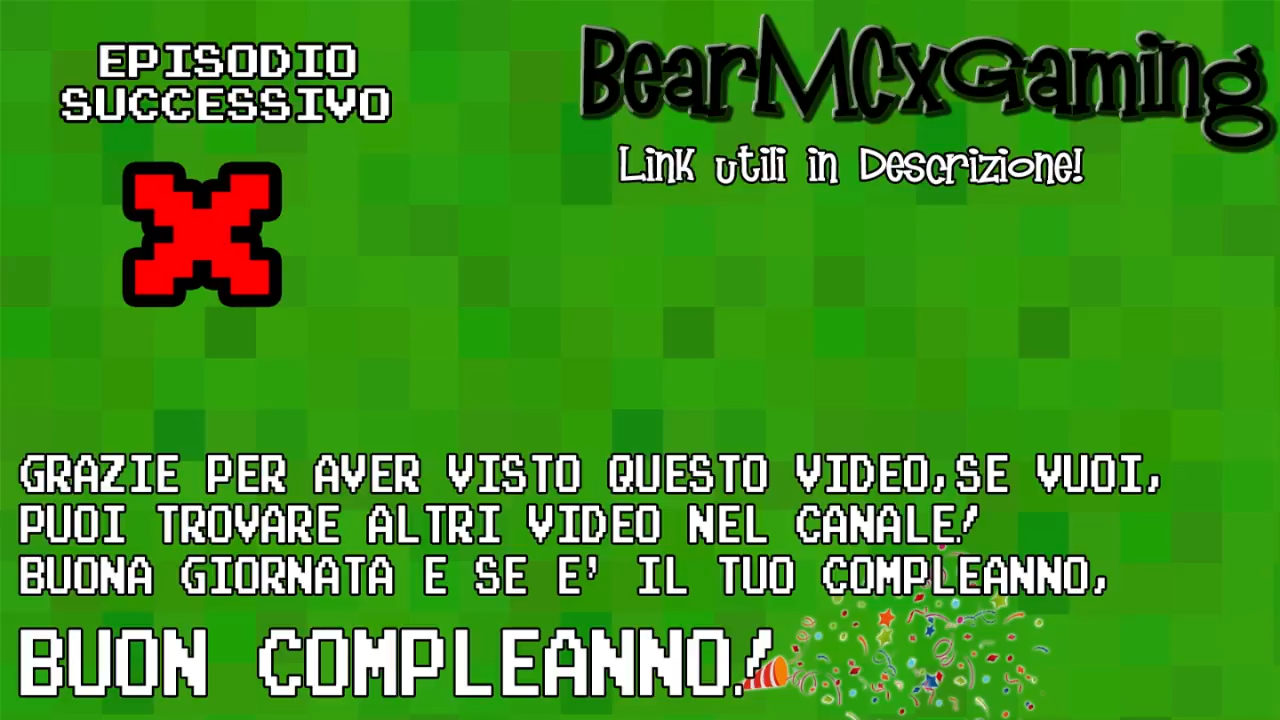 EPISODIO
SUCCESSIVO
BearMCxGaming
Link utili in Descrizione!
GRAZIE PER AVER VISTO QUESTO VIDEO,SE VUOI,
PUOI TROVARE ALTRI VIDEO NEL CANALE!
BUONA GIORNATA E SE E' IL TUO COMPLEANNO,
BUON COMPLEANNO!